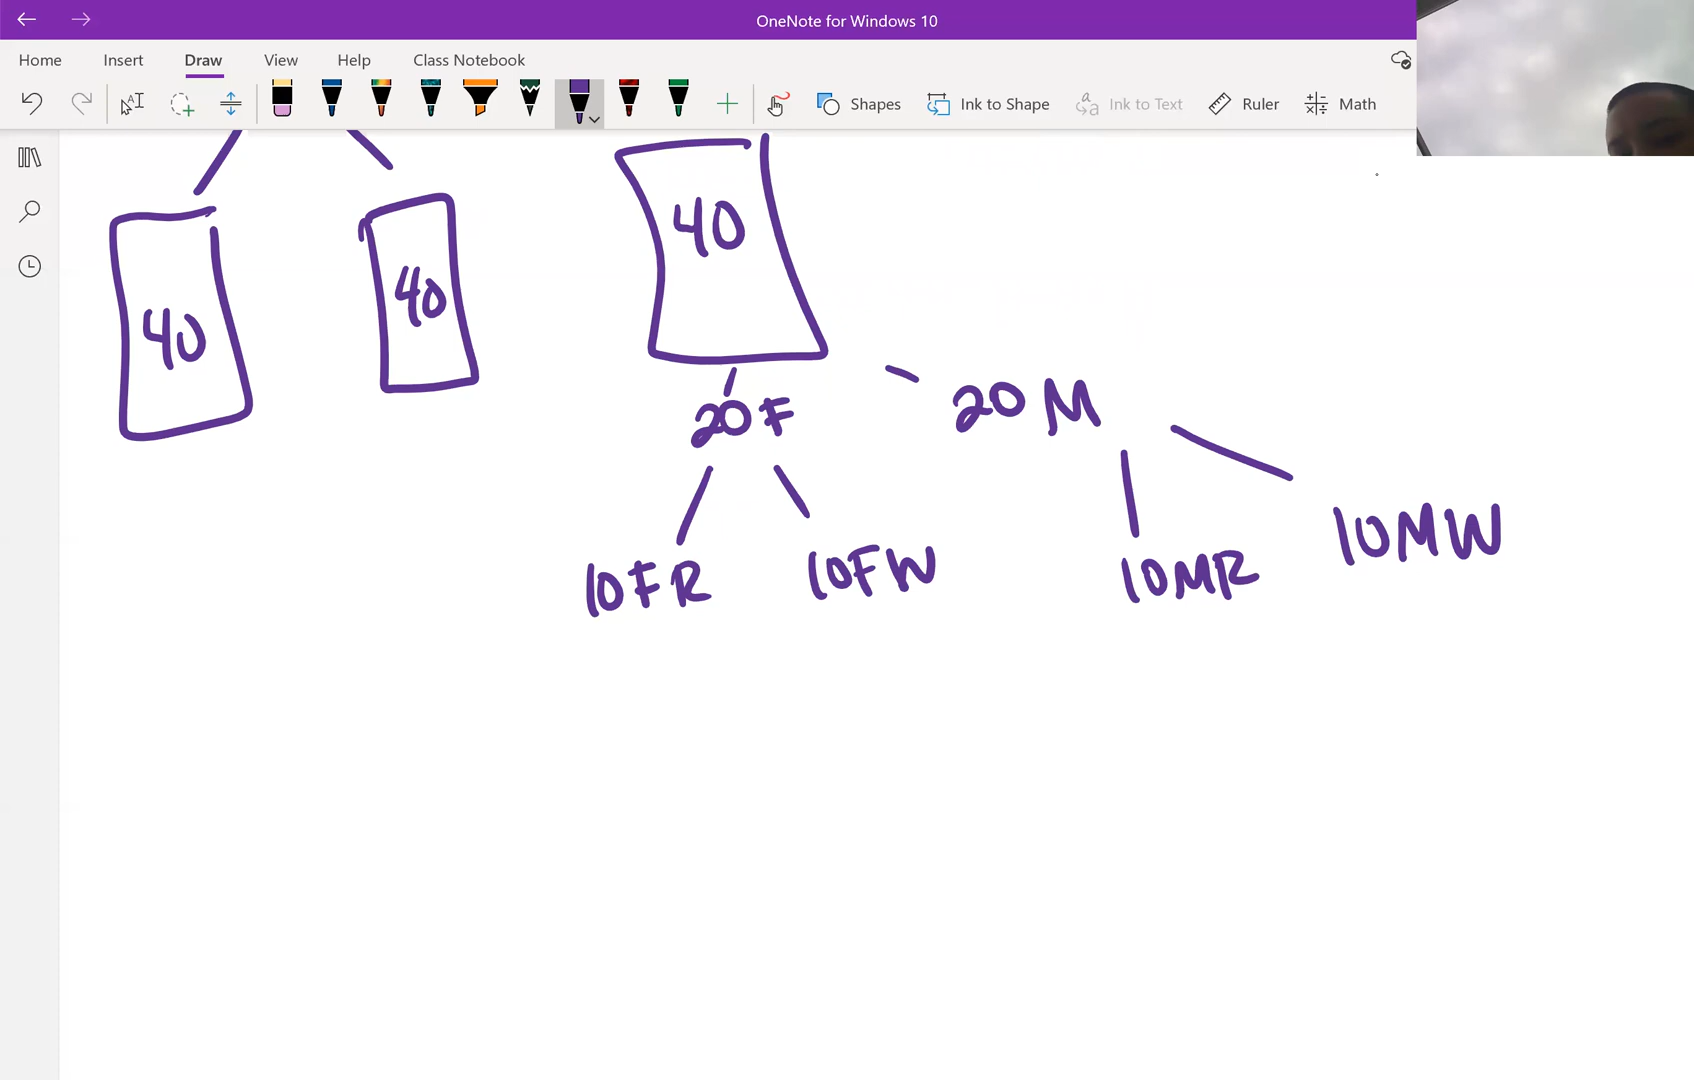 OneNote for Windows 10
Home Insert Draw View Help Class Notebook
Shapes Ink to Shape Ink to Text Ruler Math
40 40 40
20 F 20 M
10FR 10FW 10MR 10MW